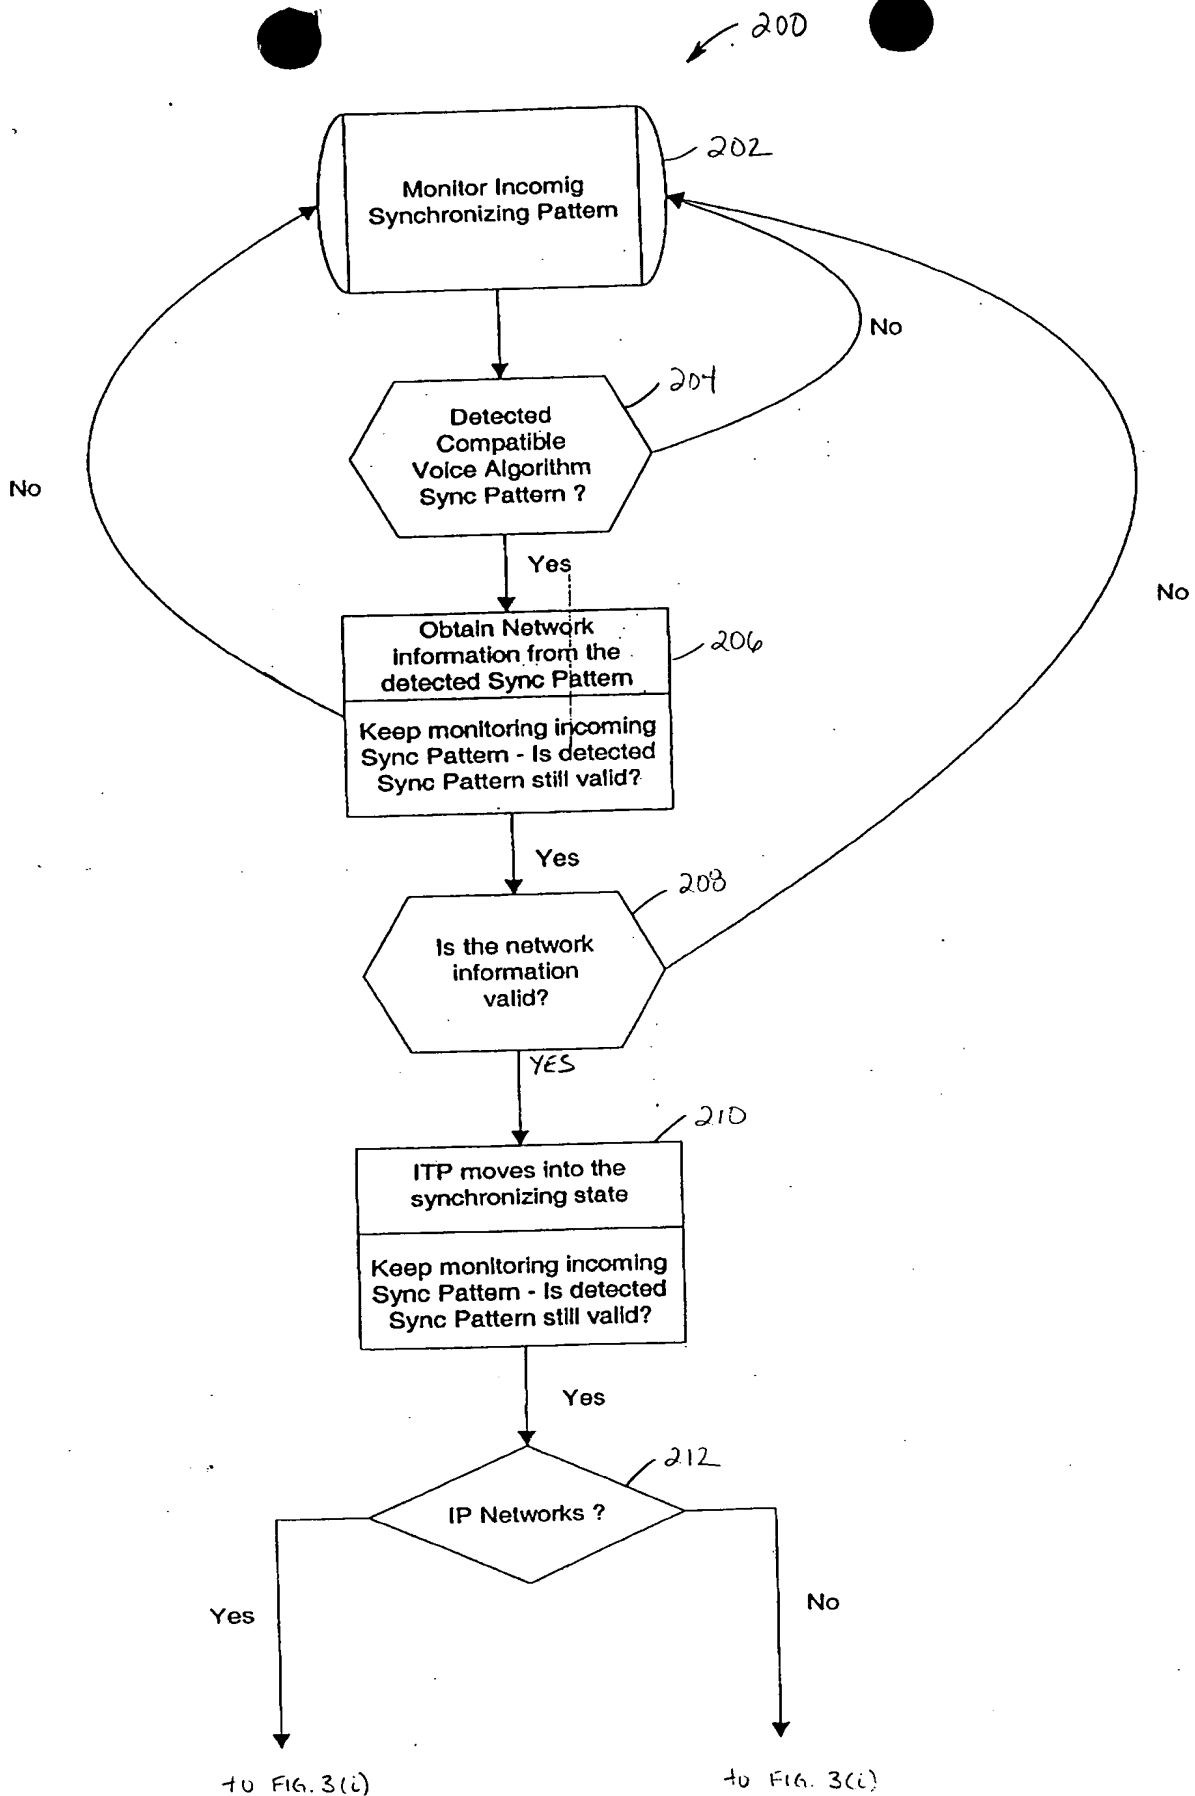 200
202
Monitor Incomig
Synchronizing Pattern
No
204
Detected
Compatible
Voice Algorithm
Sync Pattern ?
No
No
Yes
206
Obtain Network
information from the
detected Sync Pattern
Keep monitoring incoming
Sync Pattern - Is detected
Sync Pattern still valid?
Yes
208
Is the network
information
valid?
YES
210
ITP moves into the
synchronizing state
Keep monitoring incoming
Sync Pattern - Is detected
Sync Pattern still valid?
Yes
212
IP Networks ?
Yes
No
to FIG. 3(i)
to FIG. 3(i)